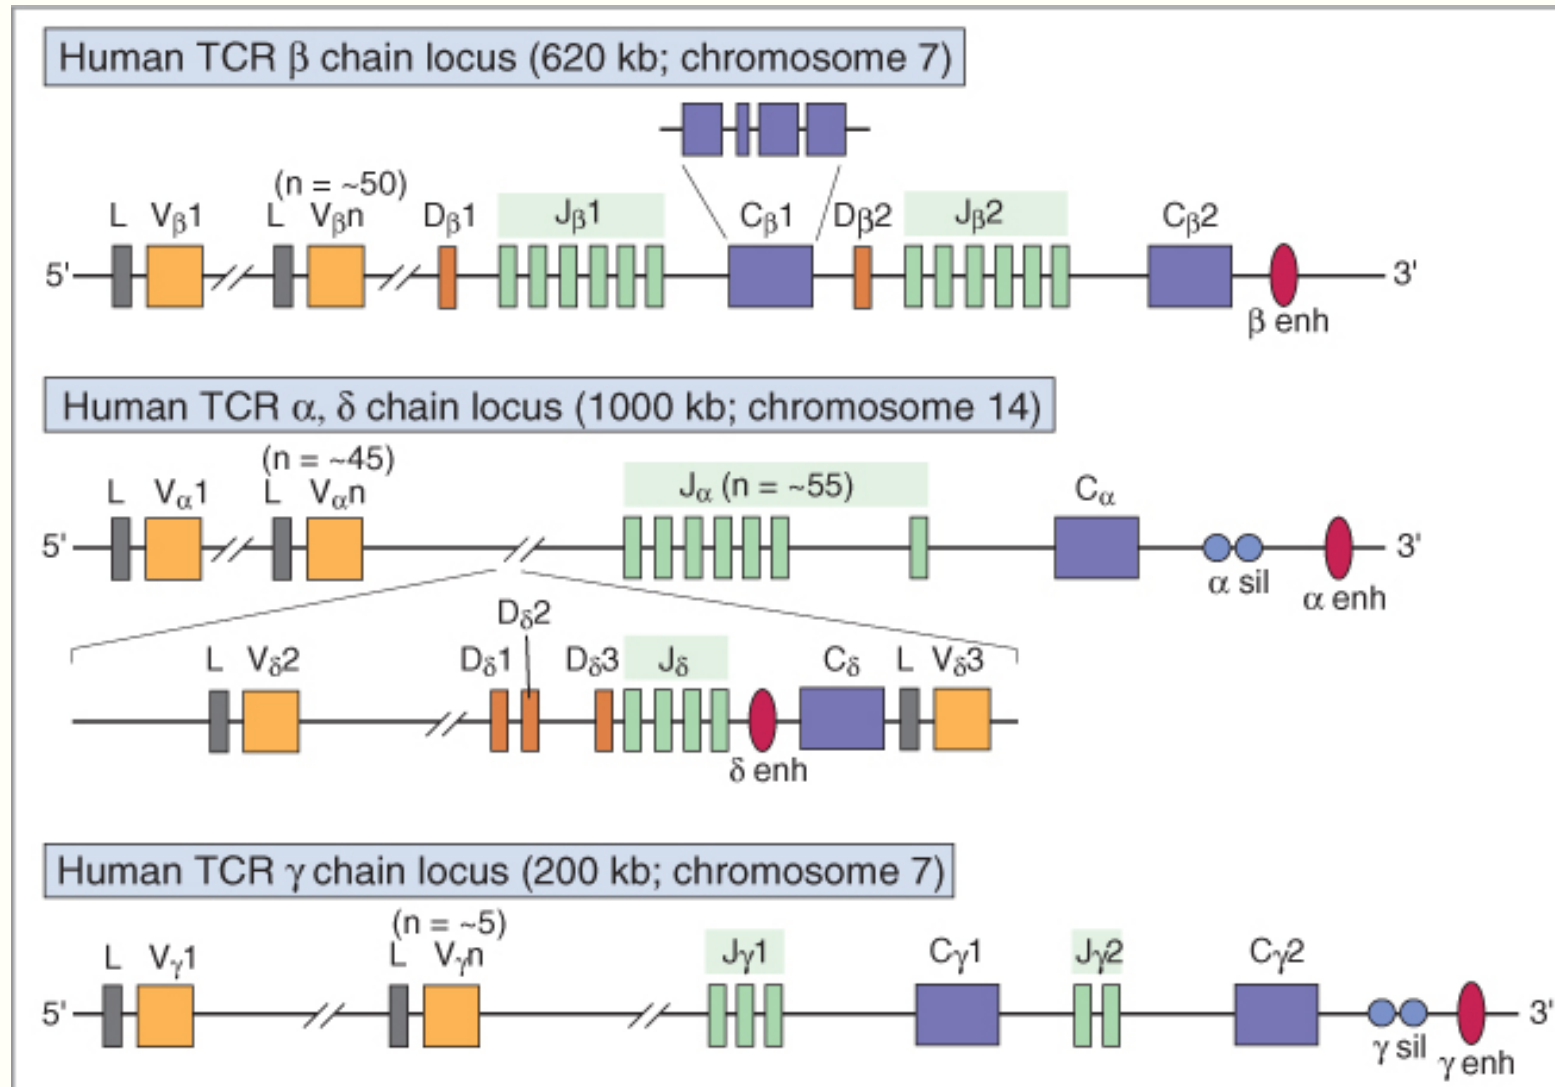 Human TCR β chain locus (620 kb; chromosome 7)
(n = ~50)
L Vβ1 L Vβn Dβ1 Jβ1 Cβ1 Dβ2 Jβ2 Cβ2
5' 3'
β enh
Human TCR α, δ chain locus (1000 kb; chromosome 14)
(n = ~45)
L Vα1 L Vαn Jα (n = ~55) Cα
5' 3'
α sil α enh
Dδ2
L Vδ2 Dδ1 Dδ3 Jδ Cδ L Vδ3
δ enh
Human TCR γ chain locus (200 kb; chromosome 7)
(n = ~5)
L Vγ1 L Vγn Jγ1 Cγ1 Jγ2 Cγ2
5' 3'
γ sil γ enh